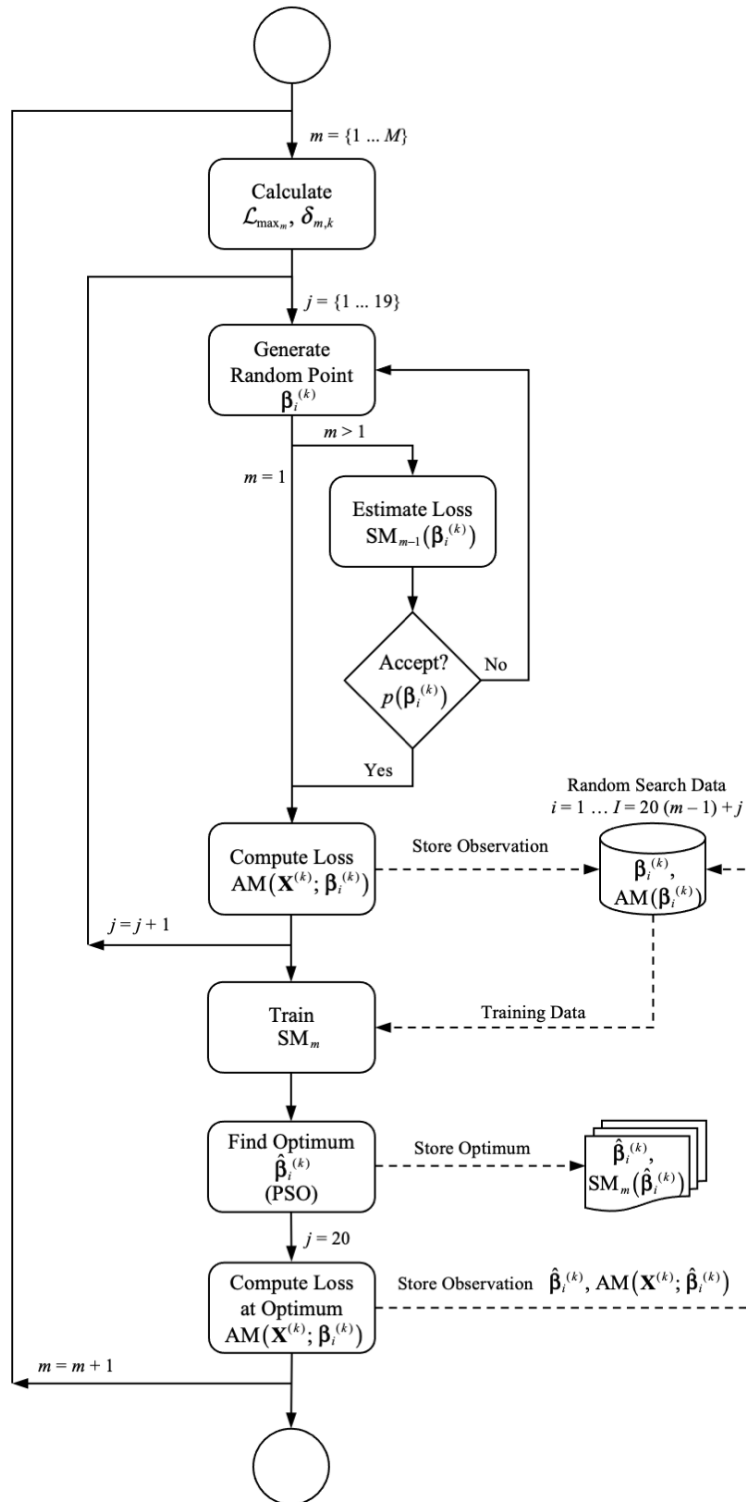 m = {1 ... M}
Calculate
ℒmaxₘ, δm,k
j = {1 ... 19}
Generate
Random Point
βᵢ⁽ᵏ⁾
m > 1
m = 1
Estimate Loss
SMₘ₋₁(βᵢ⁽ᵏ⁾)
Accept?
No
p(βᵢ⁽ᵏ⁾)
Yes
Random Search Data
i = 1 ... I = 20 (m – 1) + j
Compute Loss
AM(X⁽ᵏ⁾; βᵢ⁽ᵏ⁾)
Store Observation
βᵢ⁽ᵏ⁾,
AM(βᵢ⁽ᵏ⁾)
j = j + 1
Train
SMₘ
Training Data
Find Optimum
β̂ᵢ⁽ᵏ⁾
(PSO)
Store Optimum
β̂ᵢ⁽ᵏ⁾,
SMₘ(β̂ᵢ⁽ᵏ⁾)
j = 20
Compute Loss
at Optimum
AM(X⁽ᵏ⁾; β̂ᵢ⁽ᵏ⁾)
Store Observation β̂ᵢ⁽ᵏ⁾, AM(X⁽ᵏ⁾; β̂ᵢ⁽ᵏ⁾)
m = m + 1